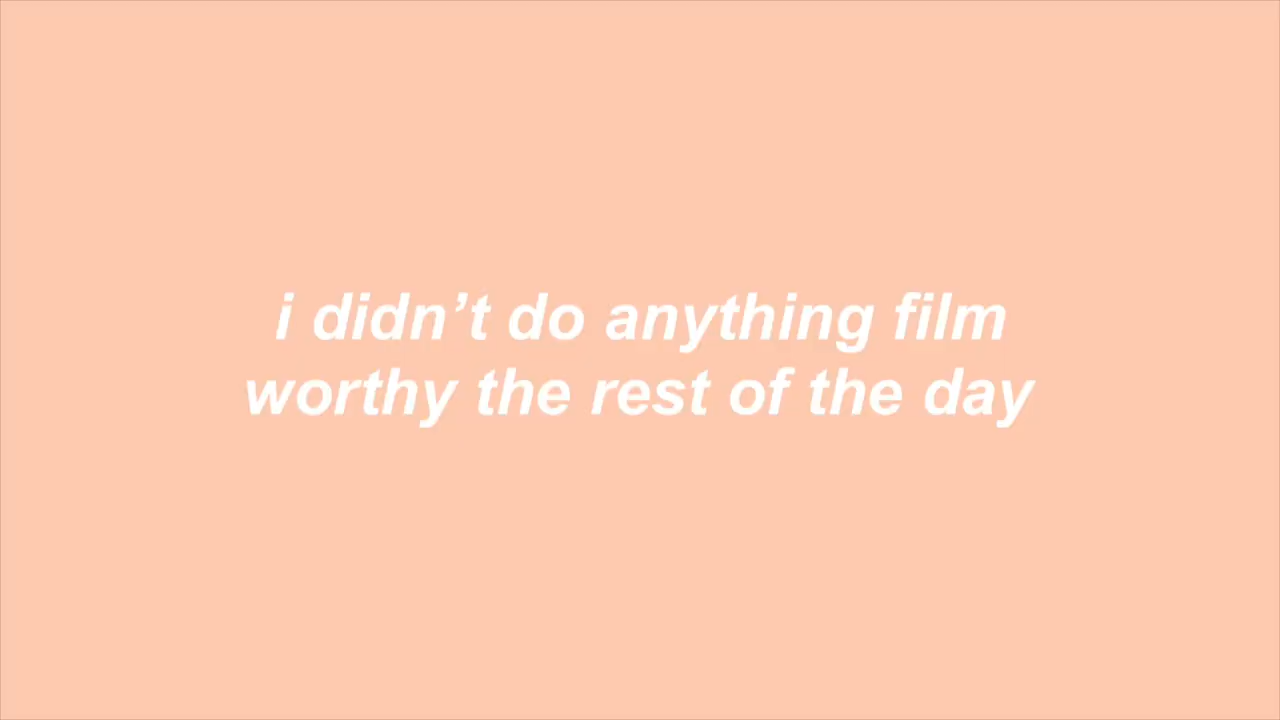 i didn’t do anything film
worthy the rest of the day